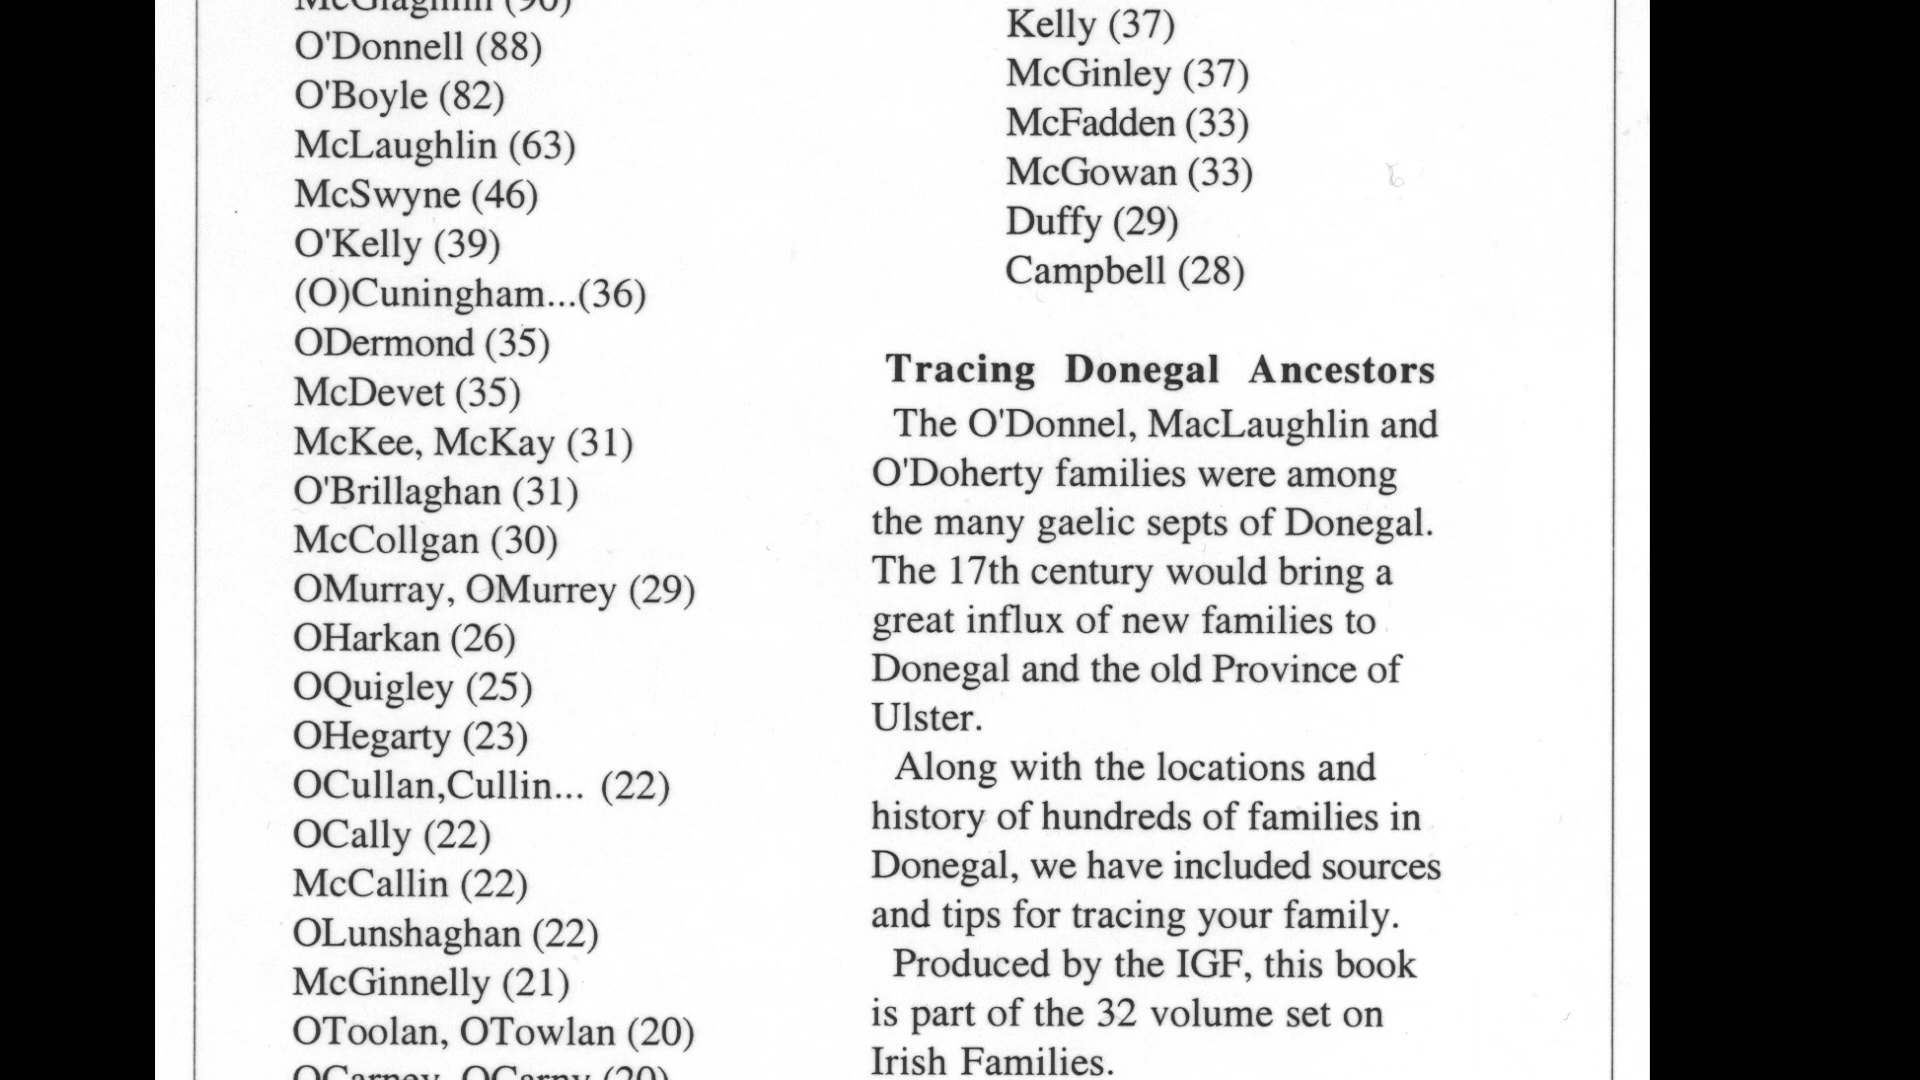 McGlaghlin (90)
O'Donnell (88)
O'Boyle (82)
McLaughlin (63)
McSwyne (46)
O'Kelly (39)
(O)Cuningham...(36)
ODermond (35)
McDevet (35)
McKee, McKay (31)
O'Brillaghan (31)
McCollgan (30)
OMurray, OMurrey (29)
OHarkan (26)
OQuigley (25)
OHegarty (23)
OCullan,Cullin... (22)
OCally (22)
McCallin (22)
OLunshaghan (22)
McGinnelly (21)
OToolan, OTowlan (20)
OCarney, OCarny (20)
Kelly (37)
McGinley (37)
McFadden (33)
McGowan (33)
Duffy (29)
Campbell (28)
Tracing Donegal Ancestors
The O'Donnel, MacLaughlin and
O'Doherty families were among
the many gaelic septs of Donegal.
The 17th century would bring a
great influx of new families to
Donegal and the old Province of
Ulster.
Along with the locations and
history of hundreds of families in
Donegal, we have included sources
and tips for tracing your family.
Produced by the IGF, this book
is part of the 32 volume set on
Irish Families.